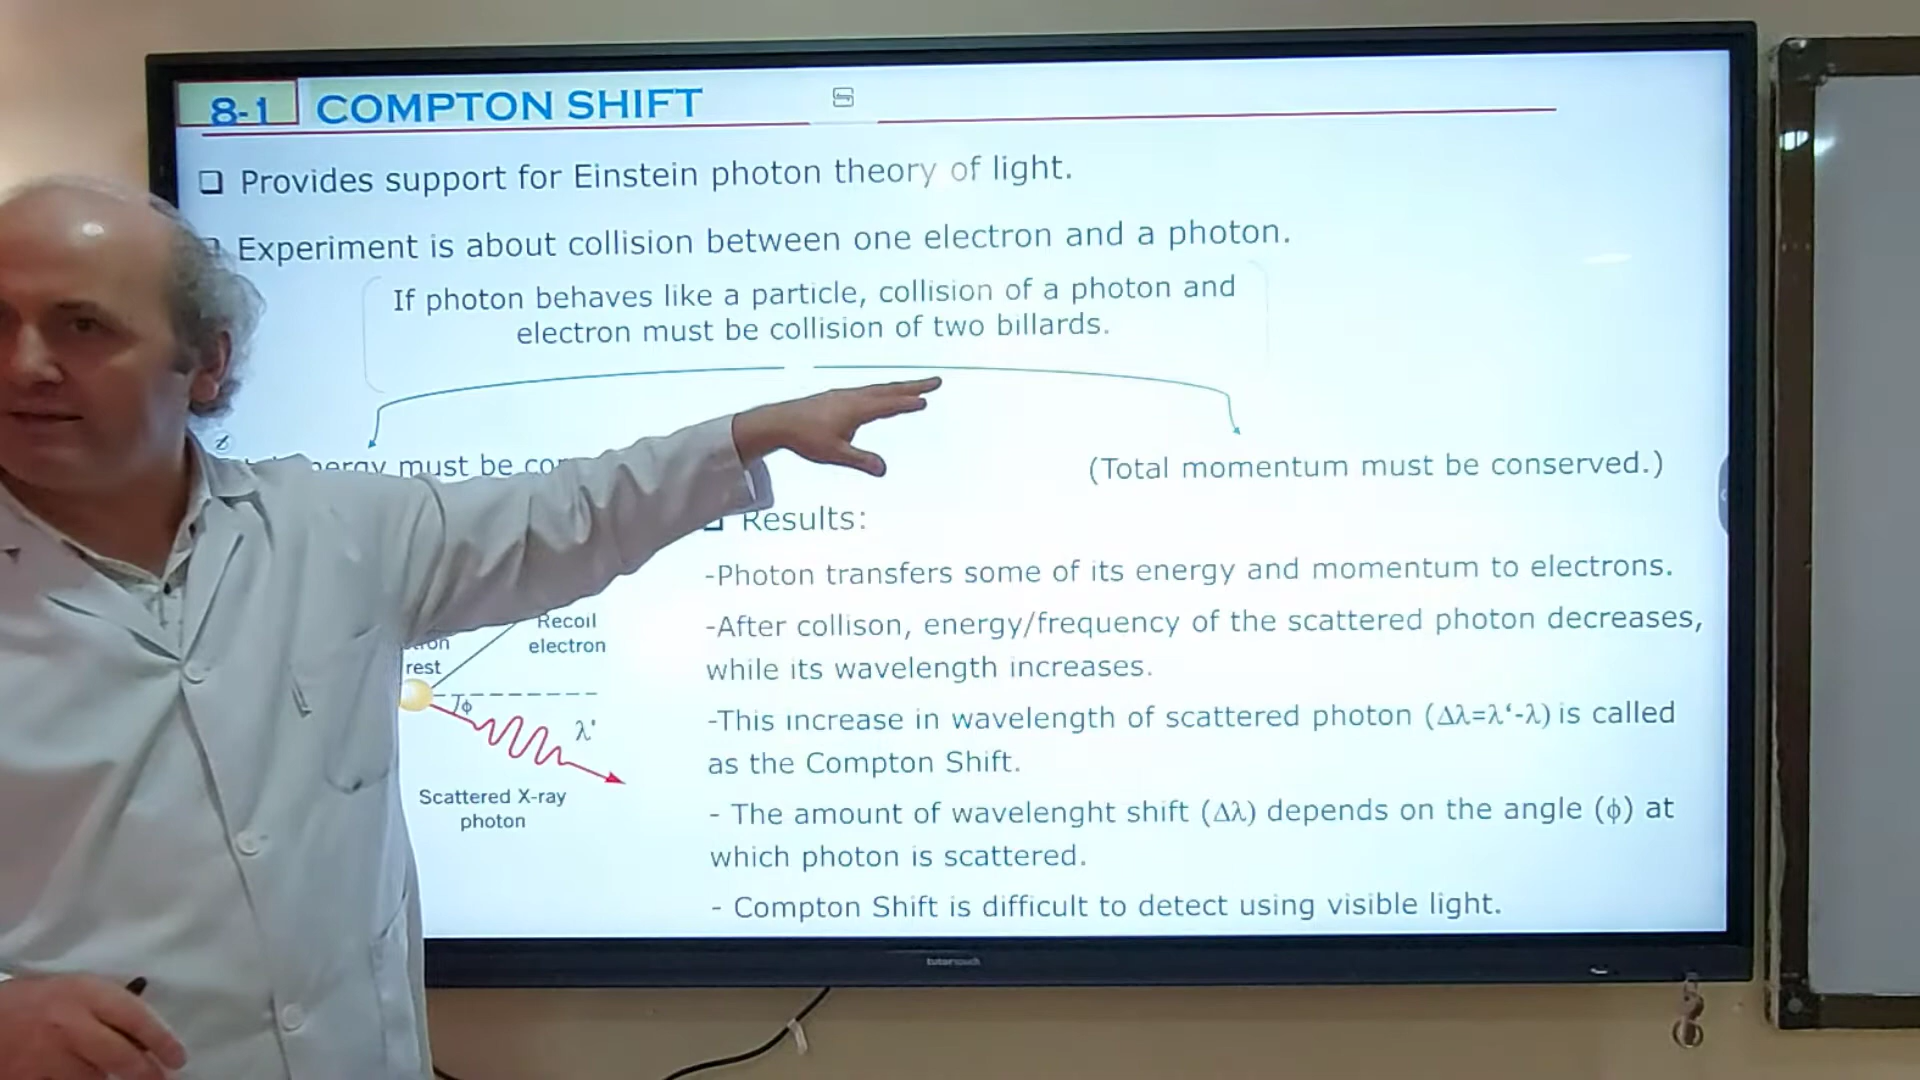 8-1 COMPTON SHIFT
Provides support for Einstein photon theory of light.
Experiment is about collision between one electron and a photon.
If photon behaves like a particle, collision of a photon and
electron must be collision of two billards.
must be
(Total momentum must be conserved.)
Results:
-Photon transfers some of its energy and momentum to electrons.
-After collison, energy/frequency of the scattered photon decreases,
while its wavelength increases.
-This increase in wavelength of scattered photon (Δλ=λ‘-λ) is called
as the Compton Shift.
- The amount of wavelenght shift (Δλ) depends on the angle (ϕ) at
which photon is scattered.
- Compton Shift is difficult to detect using visible light.
Recoil
electron
rest
ϕ
λ'
Scattered X-ray
photon
tutortouch